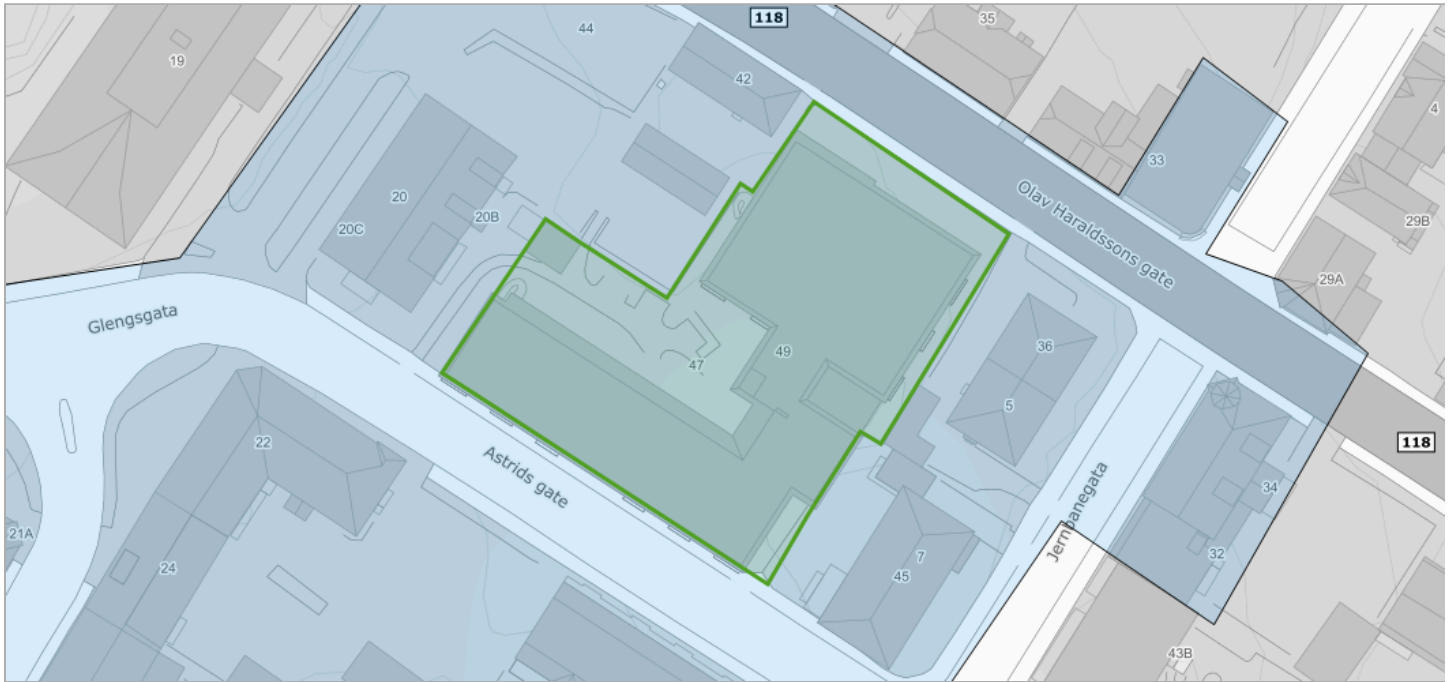 118
35
44
19
42
4
33
20
20B
20C
Olav Haraldssons gate
29B
29A
Glengsgata
36
49
47
5
118
22
Astrids gate
34
Jernbanegata
21A
7
32
24
45
43B